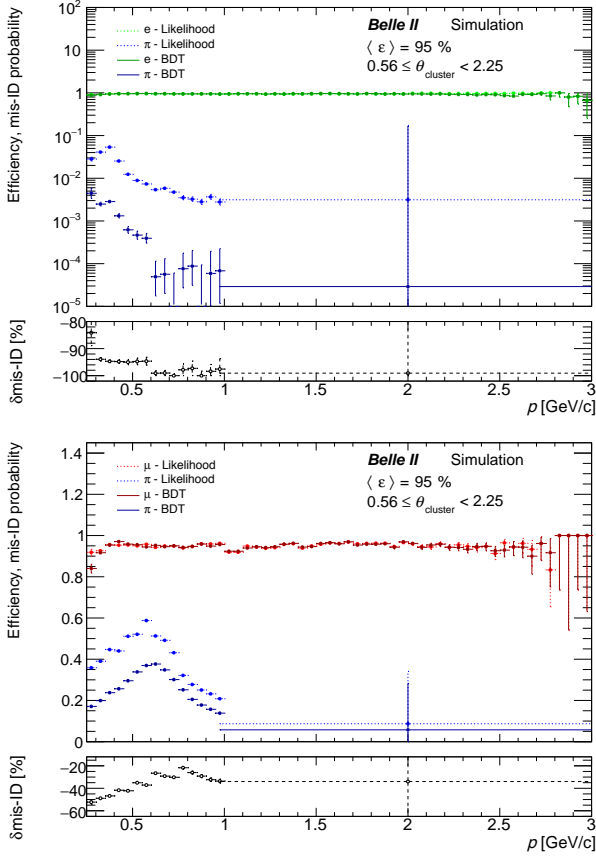 Efficiency, mis-ID probability
10²
10
1
10⁻¹
10⁻²
10⁻³
10⁻⁴
10⁻⁵
e - Likelihood
π - Likelihood
e - BDT
π - BDT
Belle II Simulation
⟨ ε ⟩ = 95 %
0.56 ≤ θcluster < 2.25
δmis-ID [%]
−80
−90
−100
0.5 1 1.5 2 2.5 3
p [GeV/c]
Efficiency, mis-ID probability
1.4
1.2
1
0.8
0.6
0.4
0.2
0
μ - Likelihood
π - Likelihood
μ - BDT
π - BDT
Belle II Simulation
⟨ ε ⟩ = 95 %
0.56 ≤ θcluster < 2.25
δmis-ID [%]
−20
−40
−60
0.5 1 1.5 2 2.5 3
p [GeV/c]